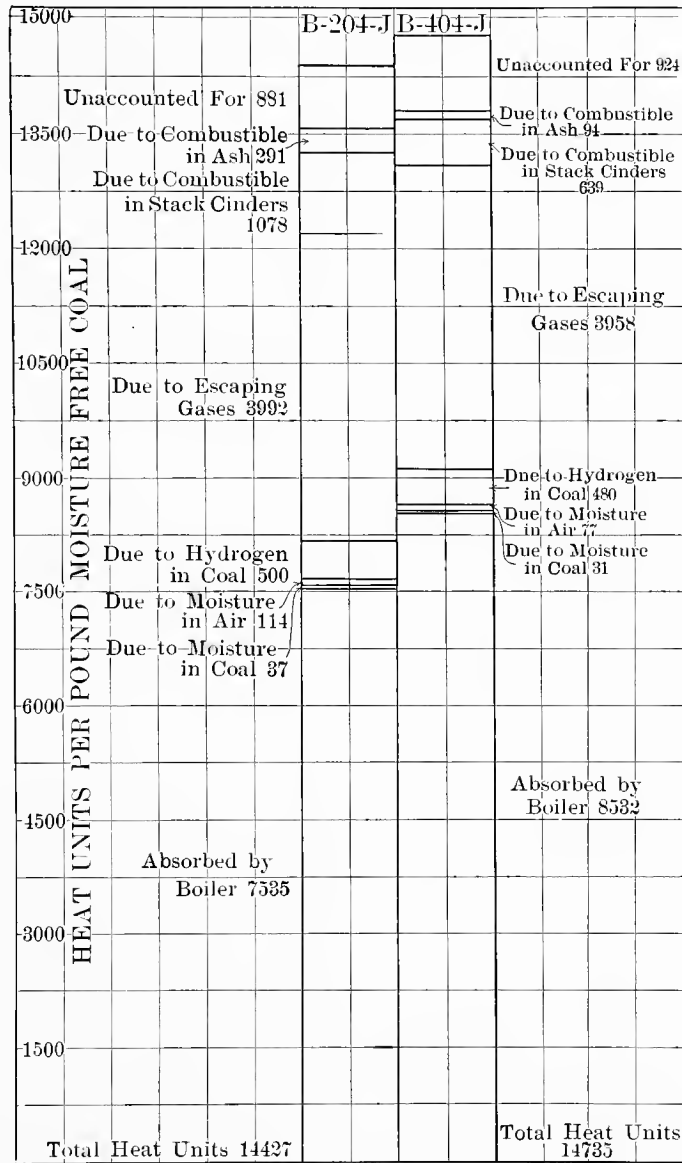 B-204-J
B-404-J
15000
13500
12000
10500
9000
7500
6000
4500
3000
1500
HEAT UNITS PER POUND MOISTURE FREE COAL
Unaccounted For 881
Due to Combustible
in Ash 291
Due to Combustible
in Stack Cinders
1078
Due to Escaping
Gases 3992
Due to Hydrogen
in Coal 500
Due to Moisture
in Air 114
Due to Moisture
in Coal 37
Absorbed by
Boiler 7535
Total Heat Units 14427
Unaccounted For 924
Due to Combustible
in Ash 94
Due to Combustible
in Stack Cinders
639
Due to Escaping
Gases 3958
Due to Hydrogen
in Coal 480
Due to Moisture
in Air 77
Due to Moisture
in Coal 31
Absorbed by
Boiler 8532
Total Heat Units
14735